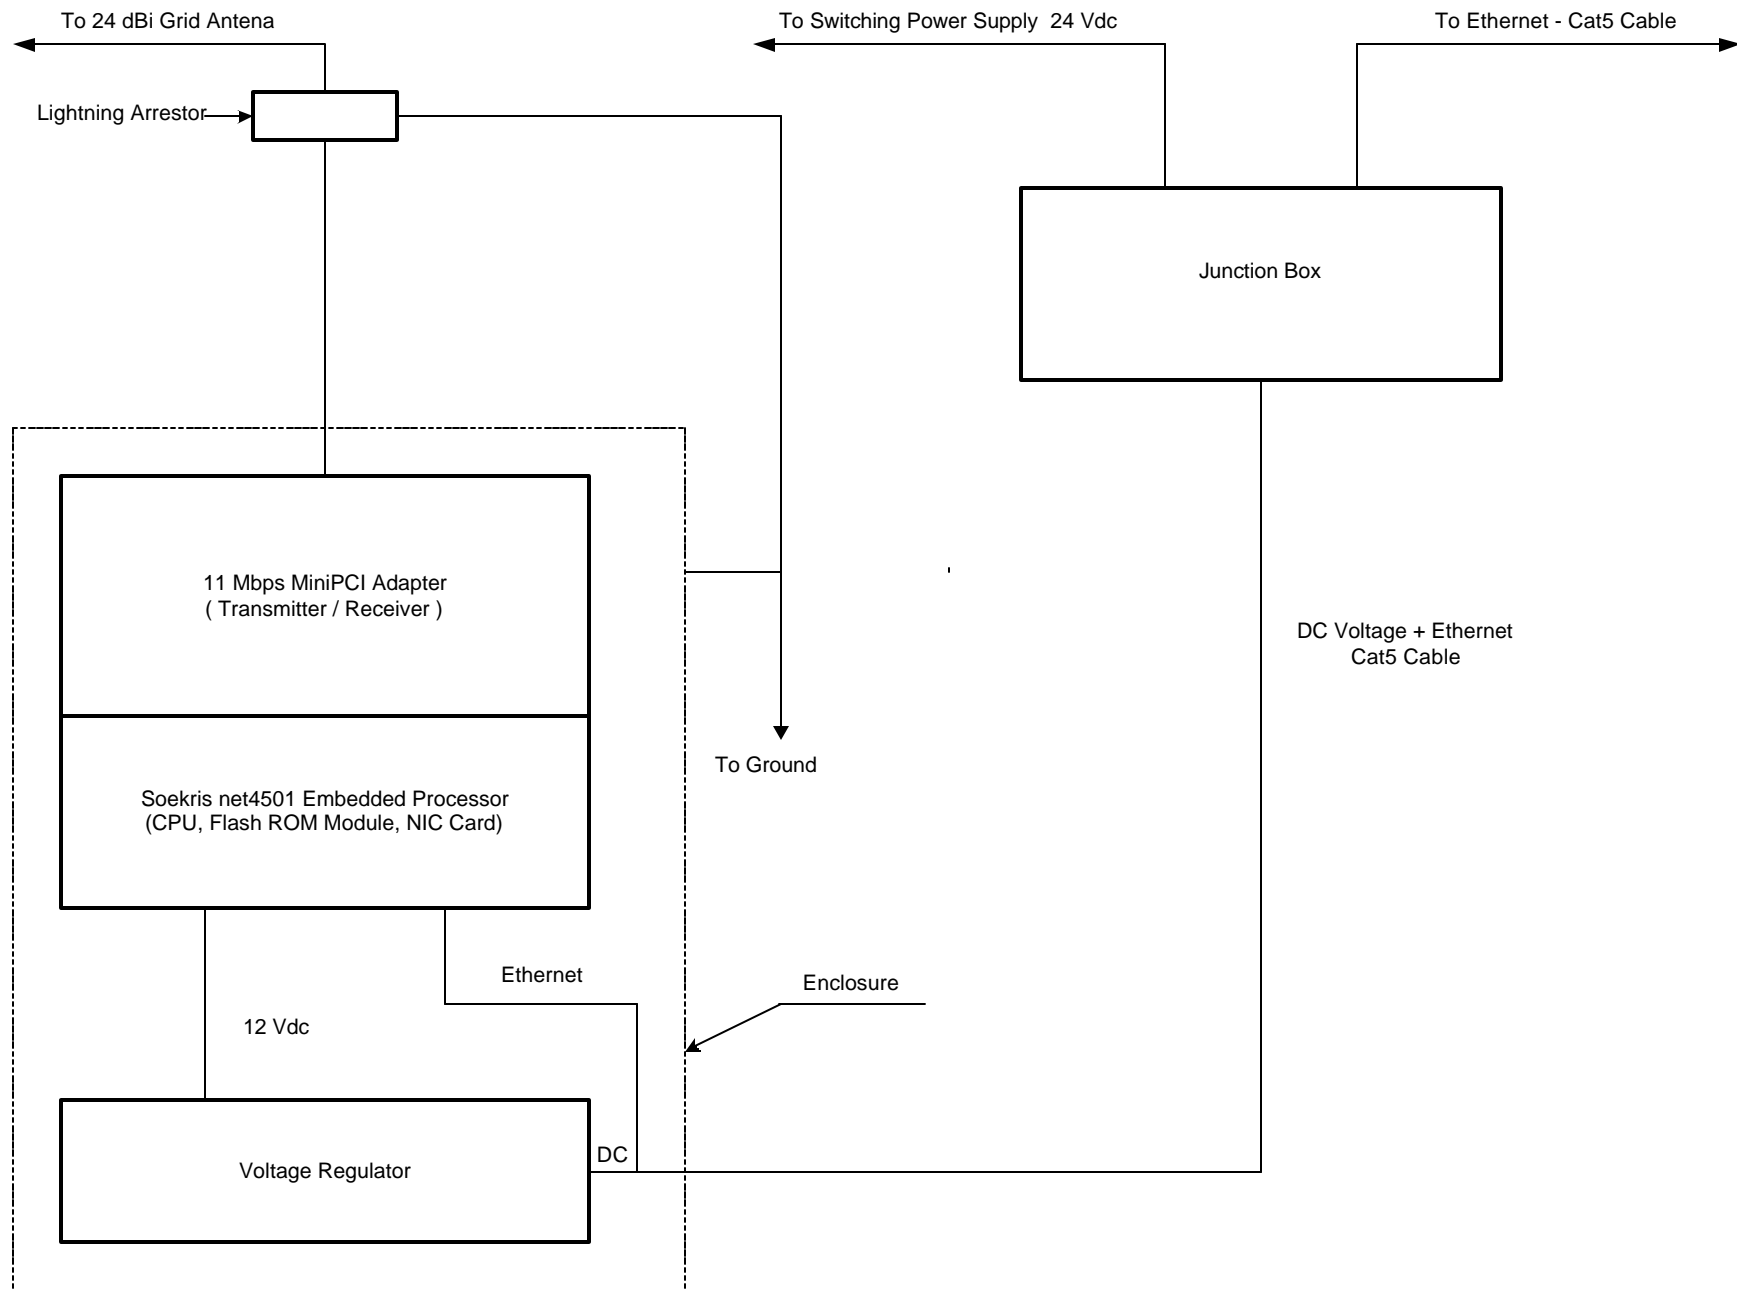 To 24 dBi Grid Antena
To Switching Power Supply  24 Vdc
To Ethernet - Cat5 Cable
Lightning Arrestor
Junction Box
11 Mbps MiniPCI Adapter
( Transmitter / Receiver )
DC Voltage + Ethernet
Cat5 Cable
To Ground
Soekris net4501 Embedded Processor
(CPU, Flash ROM Module, NIC Card)
Ethernet
Enclosure
12 Vdc
DC
Voltage Regulator